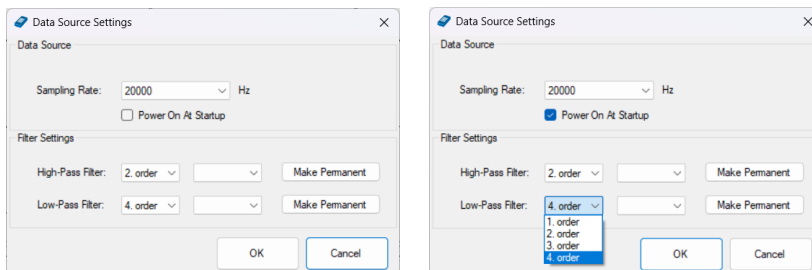 Data Source Settings
Data Source
Sampling Rate: 20000 Hz
Power On At Startup
Filter Settings
High-Pass Filter: 2. order Make Permanent
Low-Pass Filter: 4. order Make Permanent
OK Cancel
Data Source Settings
Data Source
Sampling Rate: 20000 Hz
Power On At Startup
Filter Settings
High-Pass Filter: 2. order Make Permanent
Low-Pass Filter: 4. order Make Permanent
1. order
2. order
3. order
4. order
OK Cancel